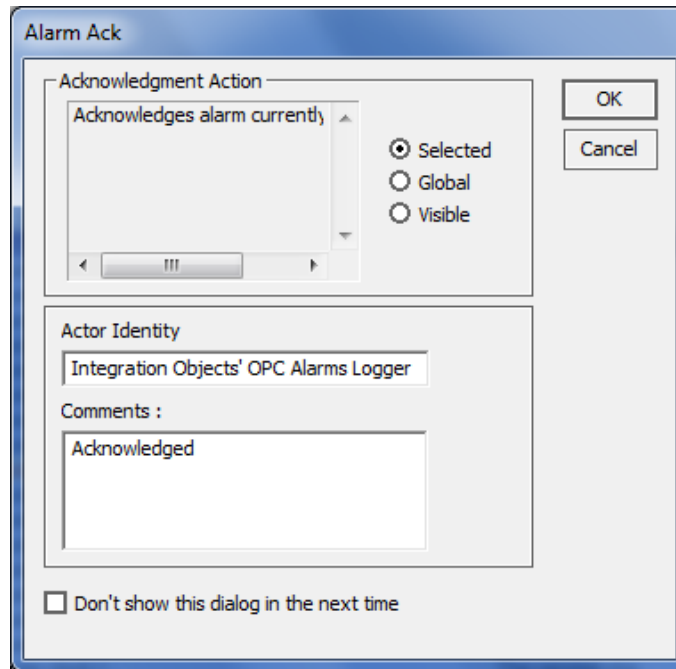 Alarm Ack
Acknowledgment Action
Acknowledges alarm currently
Selected
Global
Visible
OK
Cancel
Actor Identity
Integration Objects' OPC Alarms Logger
Comments :
Acknowledged
Don't show this dialog in the next time